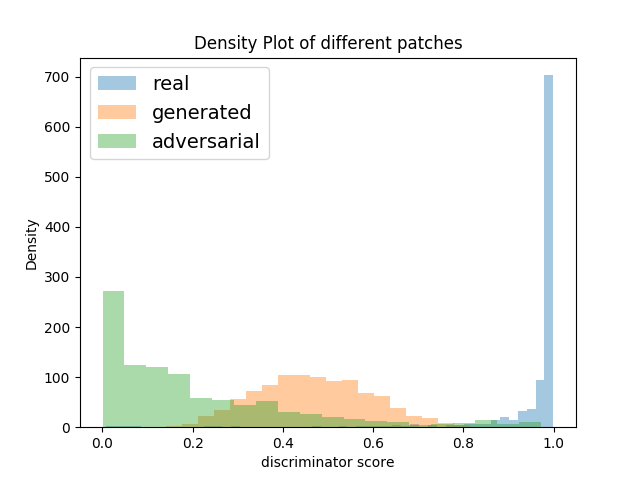 Density Plot of different patches
real
generated
adversarial
700
600
500
400
300
200
100
0
Density
0.0 0.2 0.4 0.6 0.8 1.0
discriminator score